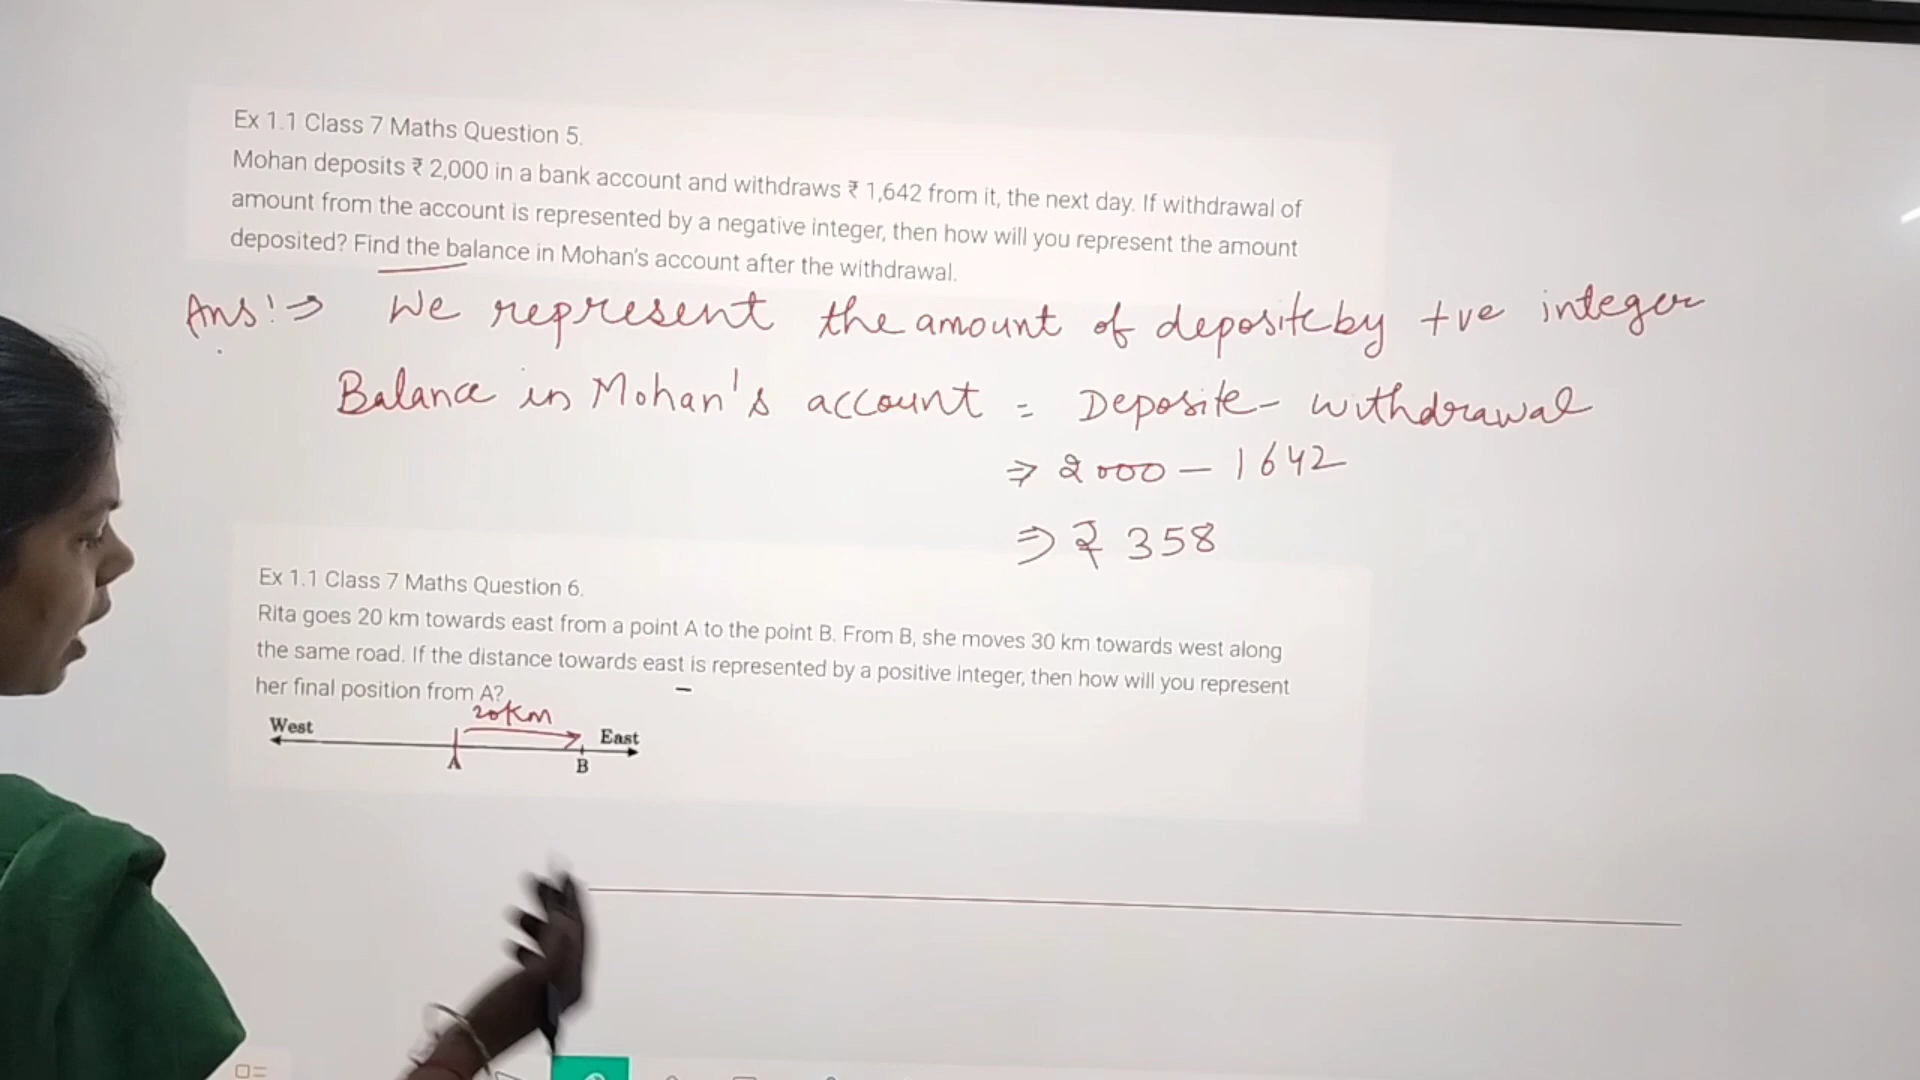 Ex 1.1 Class 7 Maths Question 5.
Mohan deposits ₹ 2,000 in a bank account and withdraws ₹ 1,642 from it, the next day. If withdrawal of
amount from the account is represented by a negative integer, then how will you represent the amount
deposited? Find the balance in Mohan's account after the withdrawal.
Ans:⇒ We represent the amount of deposite by +ve integer
Balance in Mohan's account = Deposite - withdrawal
⇒ 2000 - 1642
⇒ ₹ 358
Ex 1.1 Class 7 Maths Question 6.
Rita goes 20 km towards east from a point A to the point B. From B, she moves 30 km towards west along
the same road. If the distance towards east is represented by a positive integer, then how will you represent
her final position from A?
20km
West East
A B